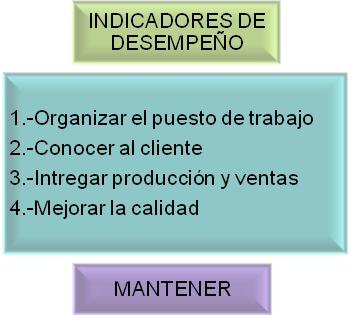 INDICADORES DE
DESEMPEÑO
1.-Organizar el puesto de trabajo
2.-Conocer al cliente
3.-Intregar producción y ventas
4.-Mejorar la calidad
MANTENER